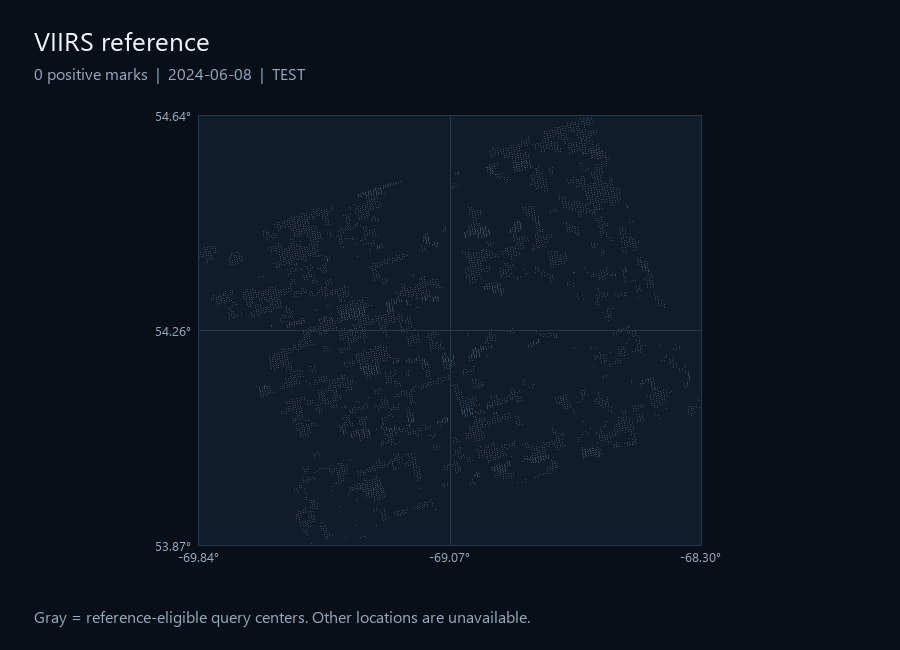 VIIRS reference
0 positive marks | 2024-06-08 | TEST
54.64°
54.26°
53.87°
-69.84°
-69.07°
-68.30°
Gray = reference-eligible query centers. Other locations are unavailable.